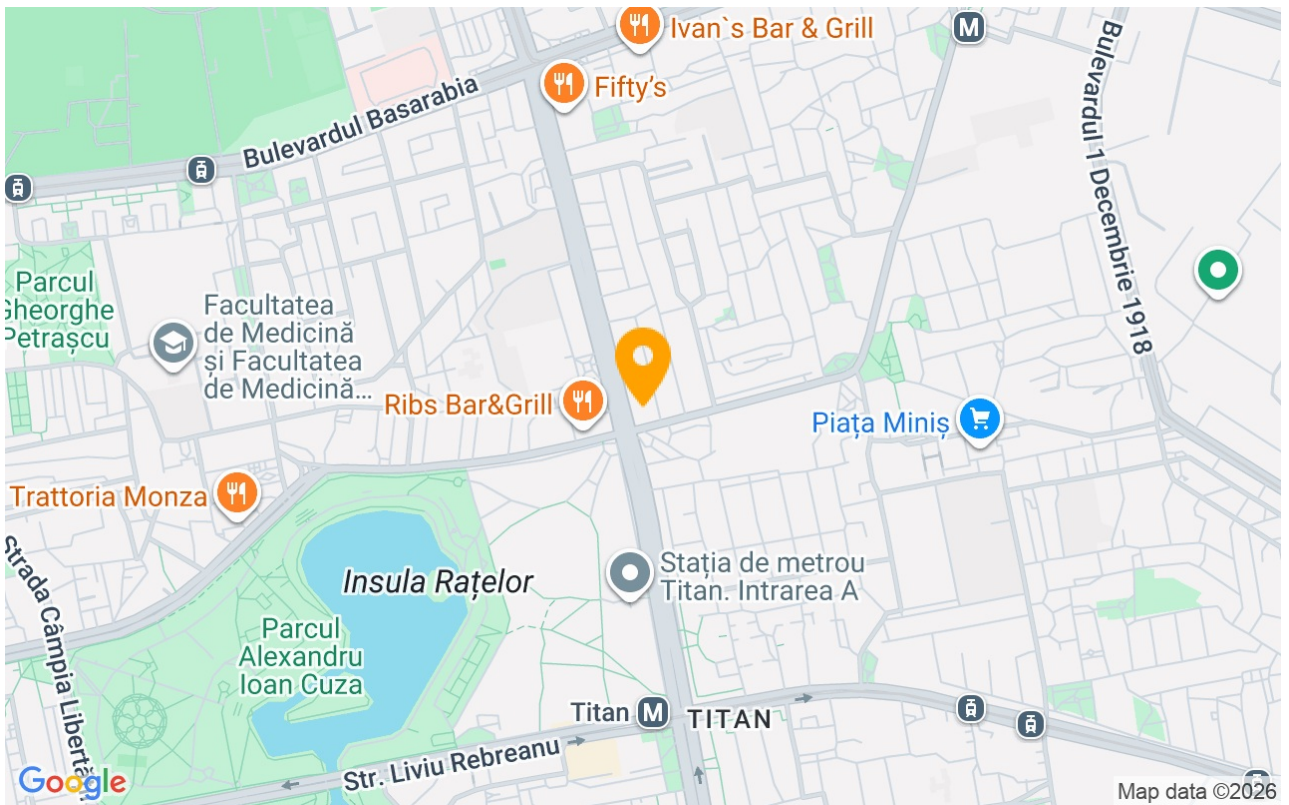 Ivan`s Bar & Grill
M
Fifty's
Bulevardul Basarabia
Bulevardul 1 Decembrie 1918
Parcul
Gheorghe
Petrașcu
Facultatea
de Medicină
și Facultatea
de Medicină...
Ribs Bar&Grill
Piața Miniș
Trattoria Monza
Strada Câmpia
Insula Rațelor
Stația de metrou
Titan. Intrarea A
Parcul
Alexandru
Ioan Cuza
Titan M
TITAN
Str. Liviu Rebreanu
Google
Map data ©2026